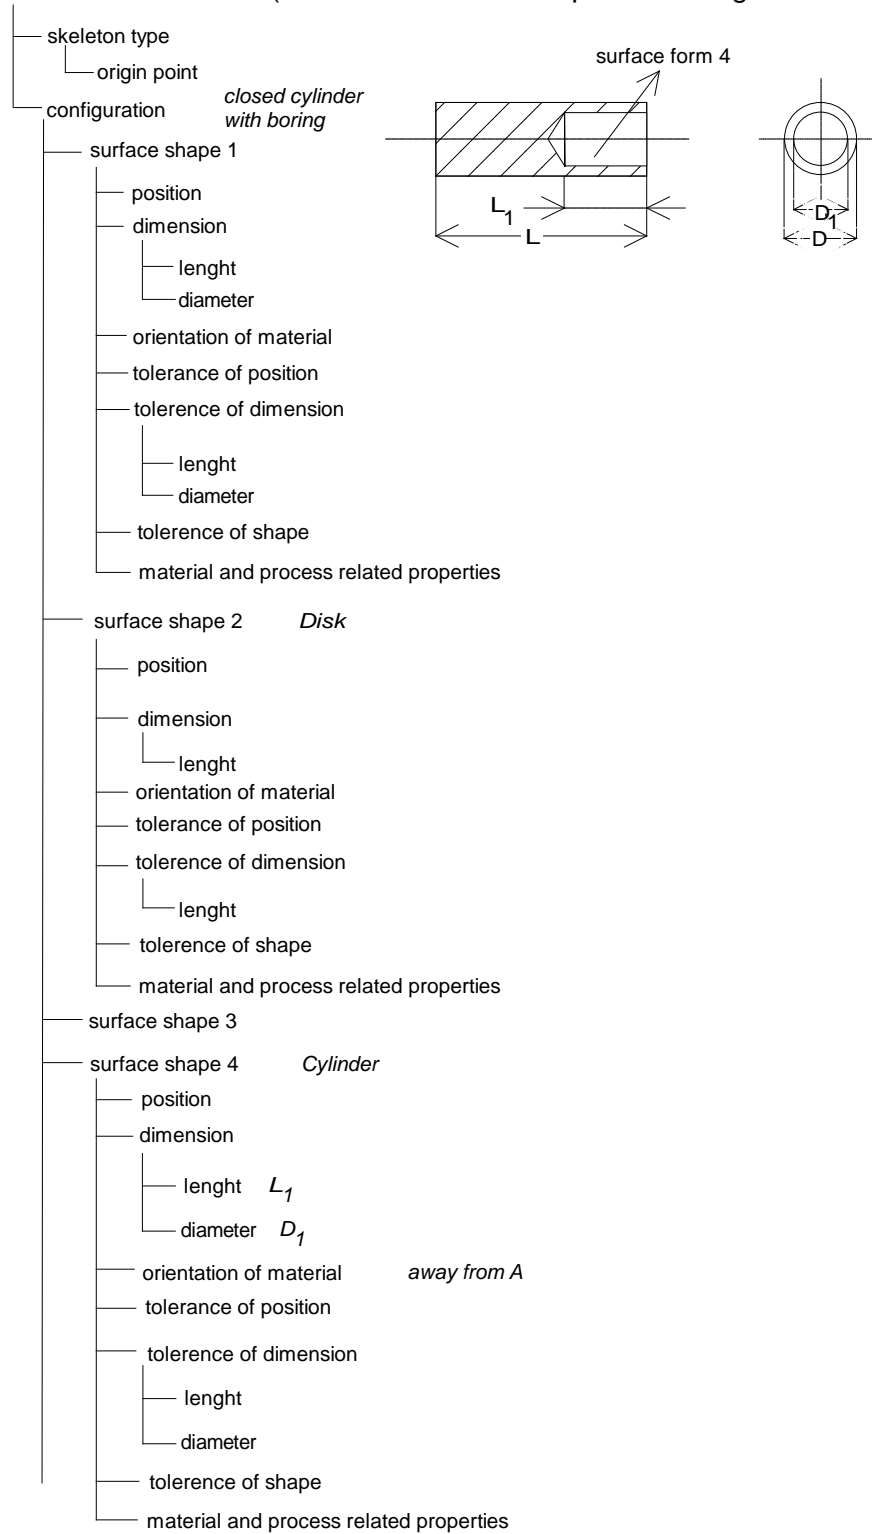 skeleton type
origin point
configuration
closed cylinder
with boring
surface form 4
L1
L
D1
D
surface shape 1
position
dimension
lenght
diameter
orientation of material
tolerance of position
tolerence of dimension
lenght
diameter
tolerence of shape
material and process related properties
surface shape 2 Disk
position
dimension
lenght
orientation of material
tolerance of position
tolerence of dimension
lenght
tolerence of shape
material and process related properties
surface shape 3
surface shape 4 Cylinder
position
dimension
lenght L1
diameter D1
orientation of material away from A
tolerance of position
tolerence of dimension
lenght
diameter
tolerence of shape
material and process related properties